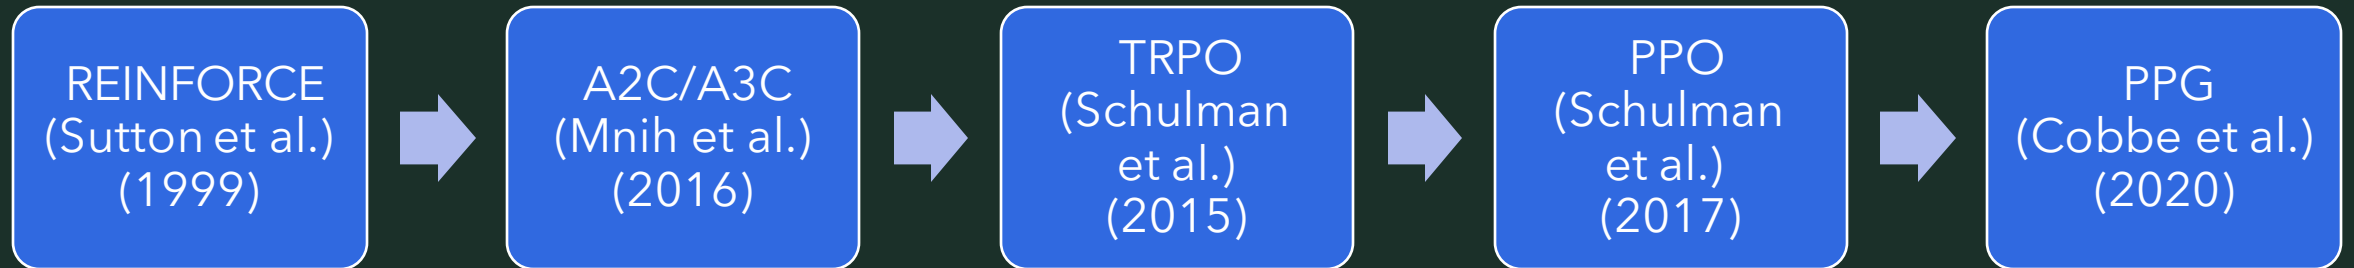 REINFORCE
(Sutton et al.)
(1999)
A2C/A3C
(Mnih et al.)
(2016)
TRPO
(Schulman
et al.)
(2015)
PPO
(Schulman
et al.)
(2017)
PPG
(Cobbe et al.)
(2020)